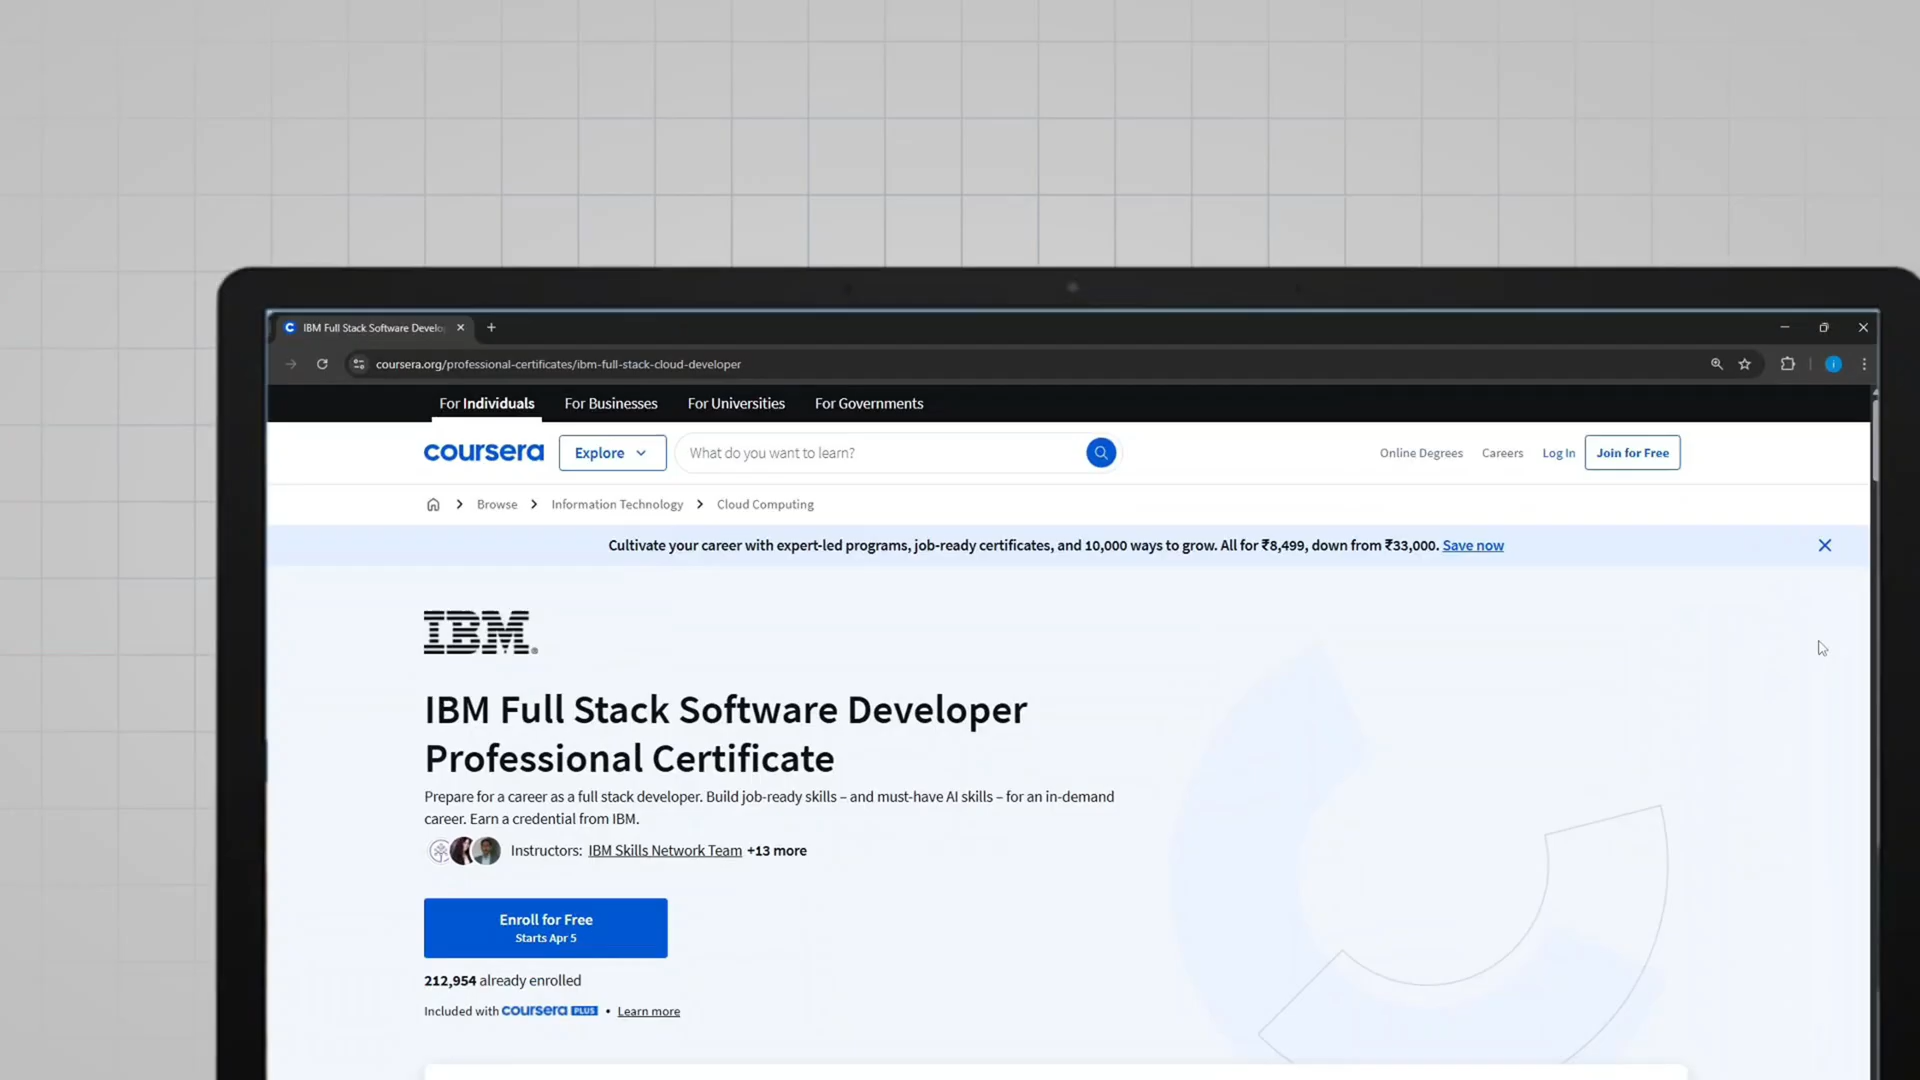 IBM Full Stack Software Develo
coursera.org/professional-certificates/ibm-full-stack-cloud-developer
For Individuals For Businesses For Universities For Governments
coursera Explore What do you want to learn? Online Degrees Careers Log In Join for Free
Browse Information Technology Cloud Computing
Cultivate your career with expert-led programs, job-ready certificates, and 10,000 ways to grow. All for ₹8,499, down from ₹33,000. Save now
IBM®
IBM Full Stack Software Developer
Professional Certificate
Prepare for a career as a full stack developer. Build job-ready skills – and must-have AI skills – for an in-demand
career. Earn a credential from IBM.
Instructors: IBM Skills Network Team +13 more
Enroll for Free
Starts Apr 5
212,954 already enrolled
Included with coursera PLUS • Learn more